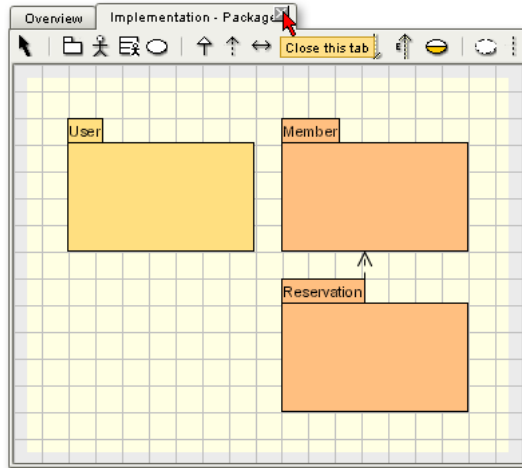 Overview
Implementation - Package
Close this tab
User
Member
Reservation